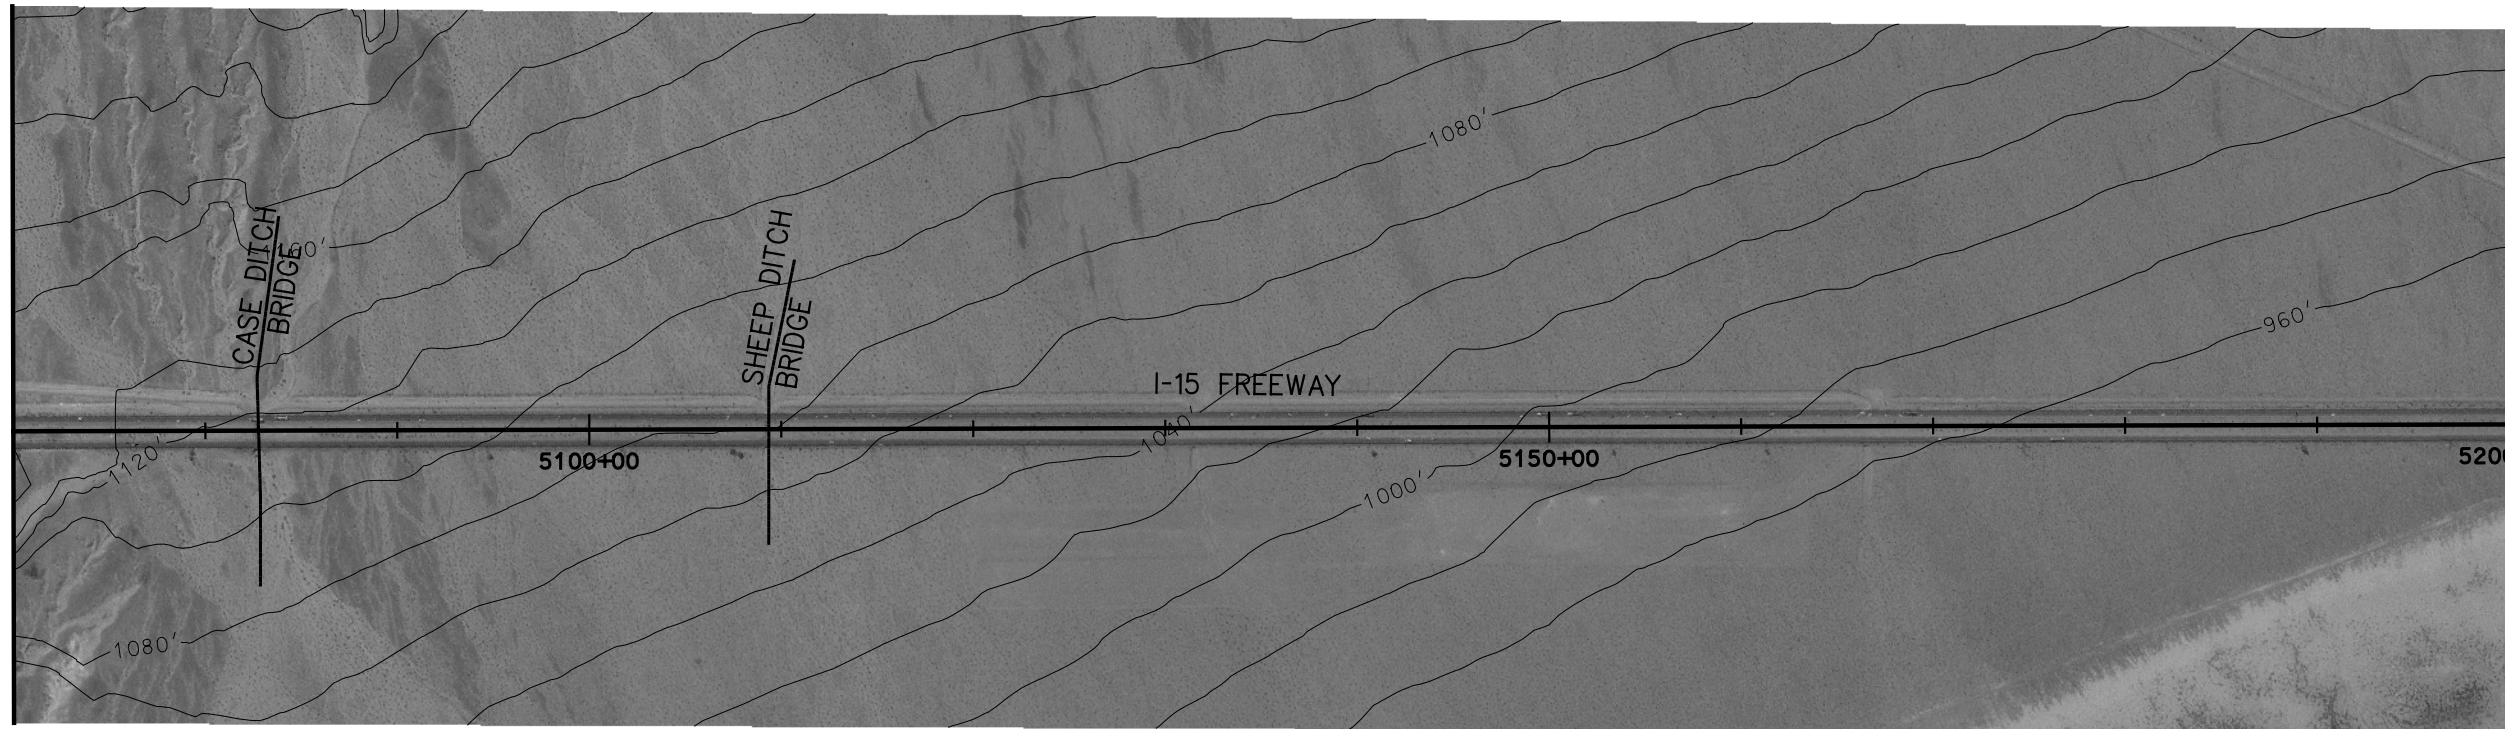 1080'
CASE DITCH
BRIDGE
SHEEP DITCH
BRIDGE
960'
I-15 FREEWAY
1040'
1120'
5100+00
5150+00
1000'
1080'